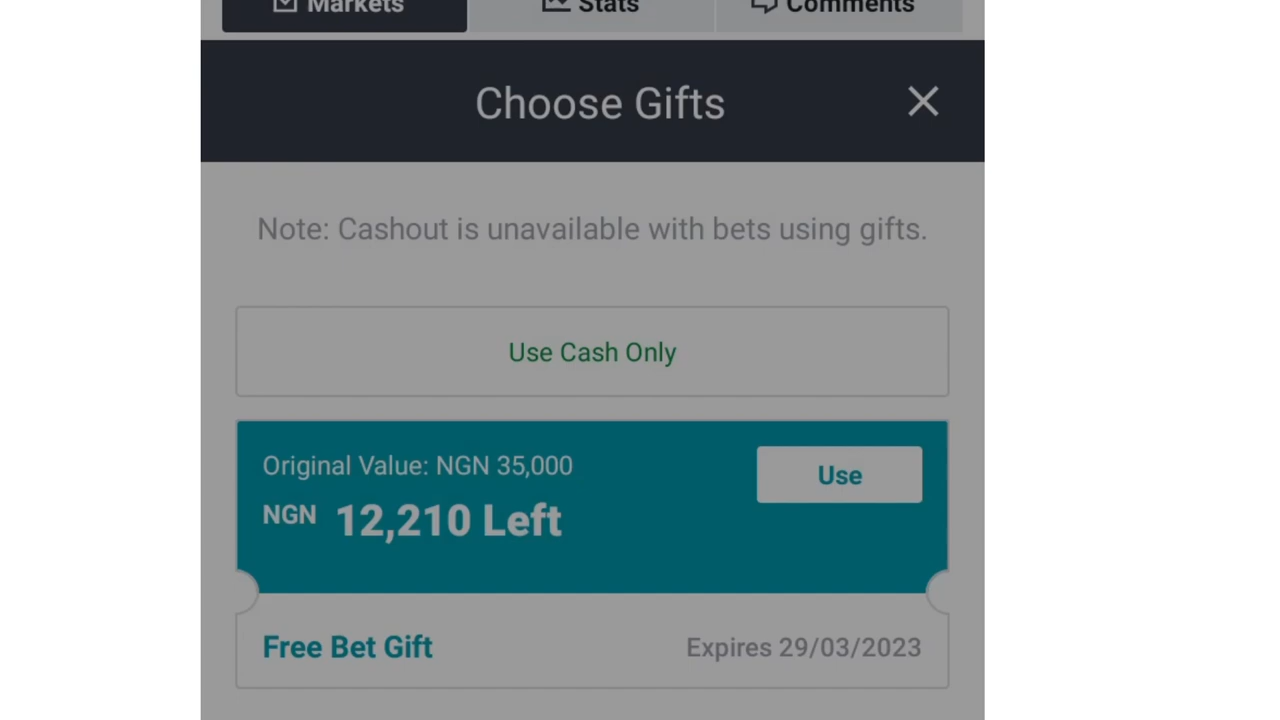 Markets
Stats
Comments
Choose Gifts
Note: Cashout is unavailable with bets using gifts.
Use Cash Only
Original Value: NGN 35,000
Use
NGN 12,210 Left
Free Bet Gift
Expires 29/03/2023